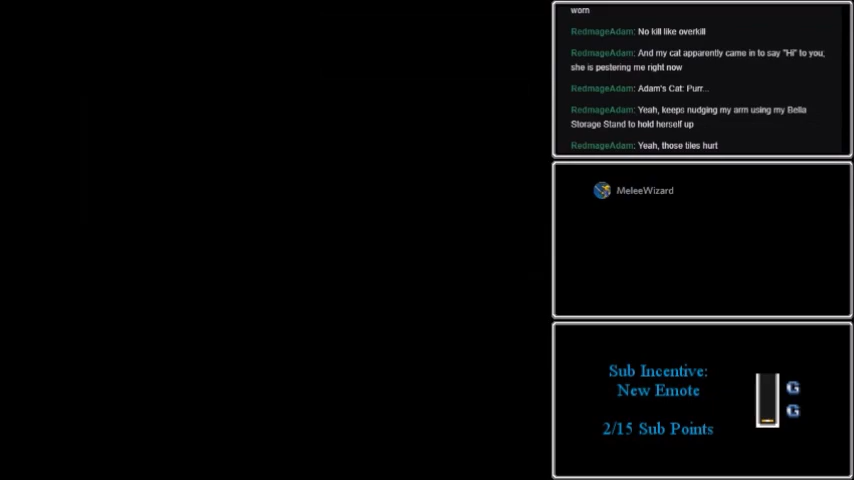 worn
RedmageAdam: No kill like overkill
RedmageAdam: And my cat apparently came in to say "Hi" to you,
she is pestering me right now
RedmageAdam: Adam's Cat: Purr...
RedmageAdam: Yeah, keeps nudging my arm using my Bella
Storage Stand to hold herself up
RedmageAdam: Yeah, those tiles hurt
MeleeWizard
Sub Incentive:
New Emote
2/15 Sub Points
G
G